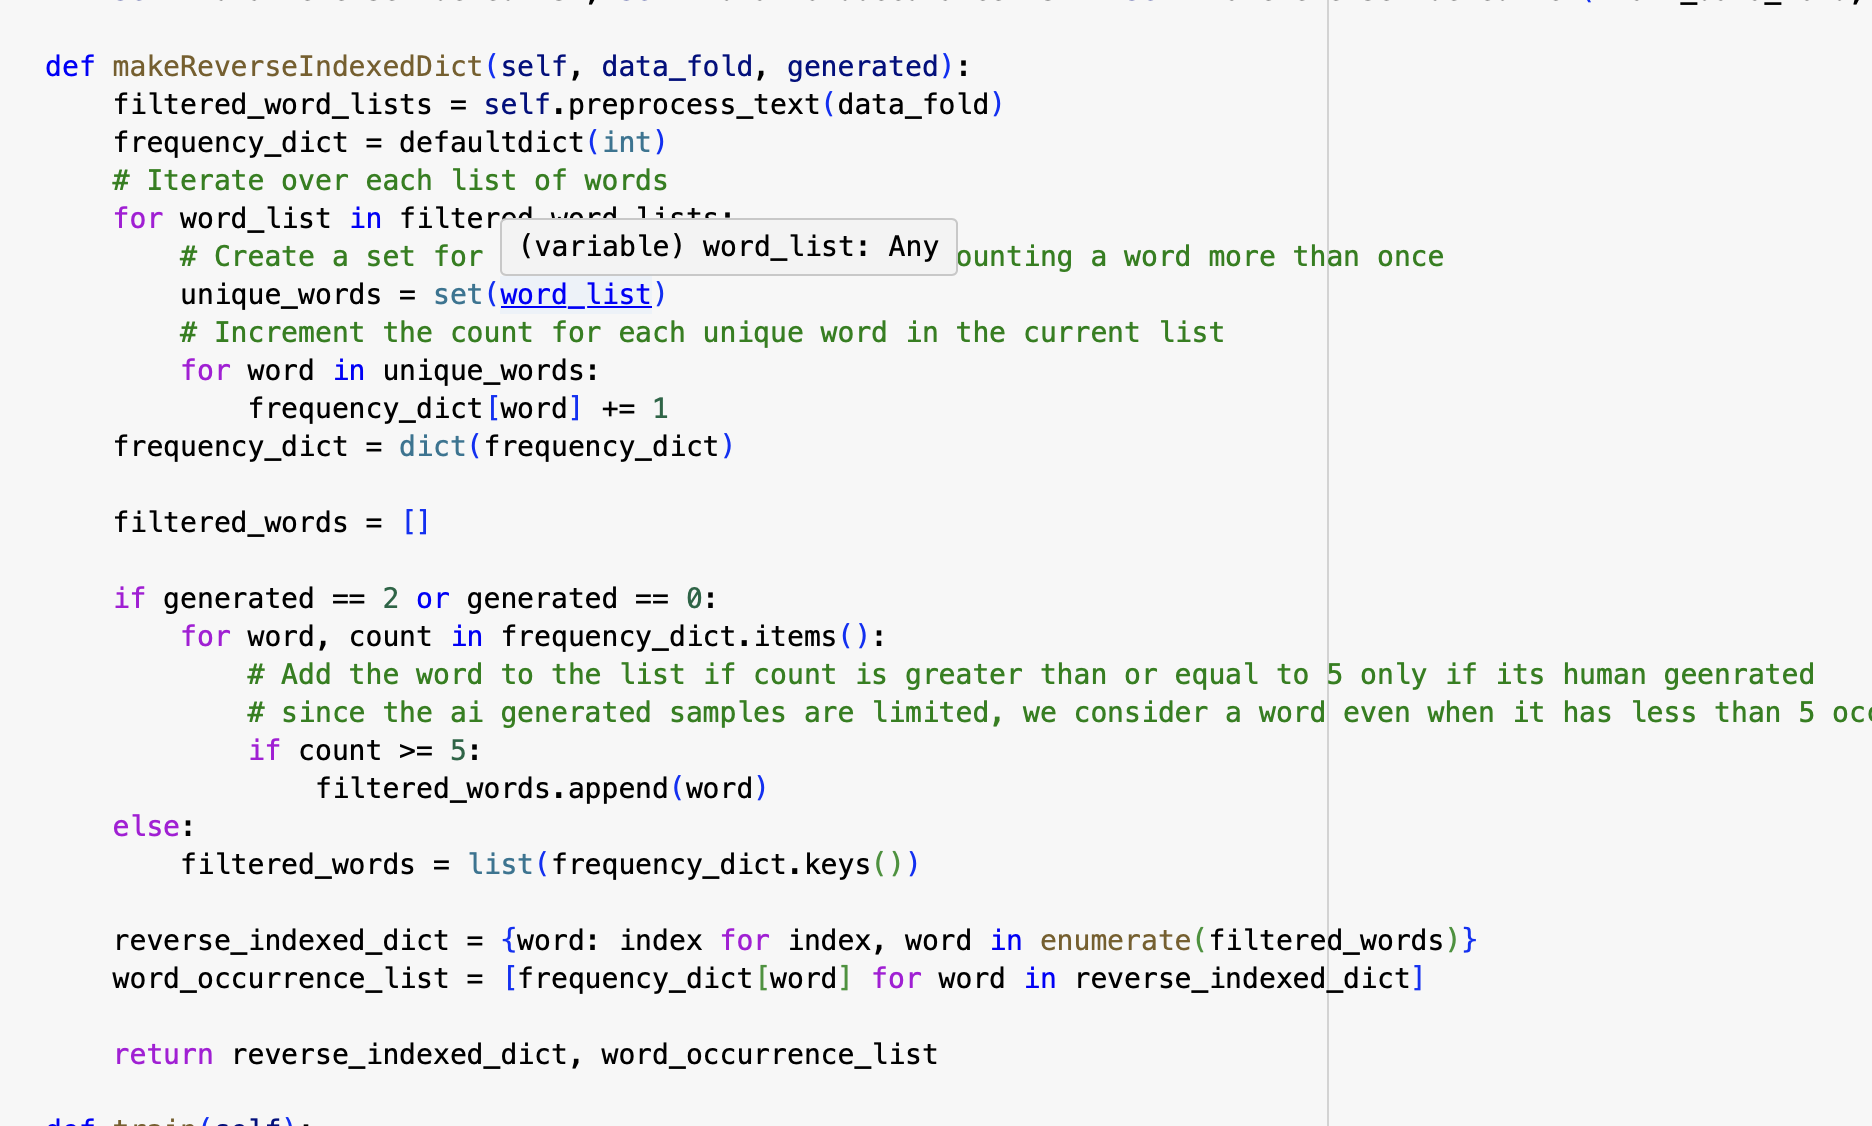 def makeReverseIndexedDict(self, data_fold, generated):
filtered_word_lists = self.preprocess_text(data_fold)
frequency_dict = defaultdict(int)
# Iterate over each list of words
for word_list in filtered_word_lists:
(variable) word_list: Any
# Create a set for ounting a word more than once
unique_words = set(word_list)
# Increment the count for each unique word in the current list
for word in unique_words:
frequency_dict[word] += 1
frequency_dict = dict(frequency_dict)
filtered_words = []
if generated == 2 or generated == 0:
for word, count in frequency_dict.items():
# Add the word to the list if count is greater than or equal to 5 only if its human geenrated
# since the ai generated samples are limited, we consider a word even when it has less than 5 occ
if count >= 5:
filtered_words.append(word)
else:
filtered_words = list(frequency_dict.keys())
reverse_indexed_dict = {word: index for index, word in enumerate(filtered_words)}
word_occurrence_list = [frequency_dict[word] for word in reverse_indexed_dict]
return reverse_indexed_dict, word_occurrence_list
def train(self):